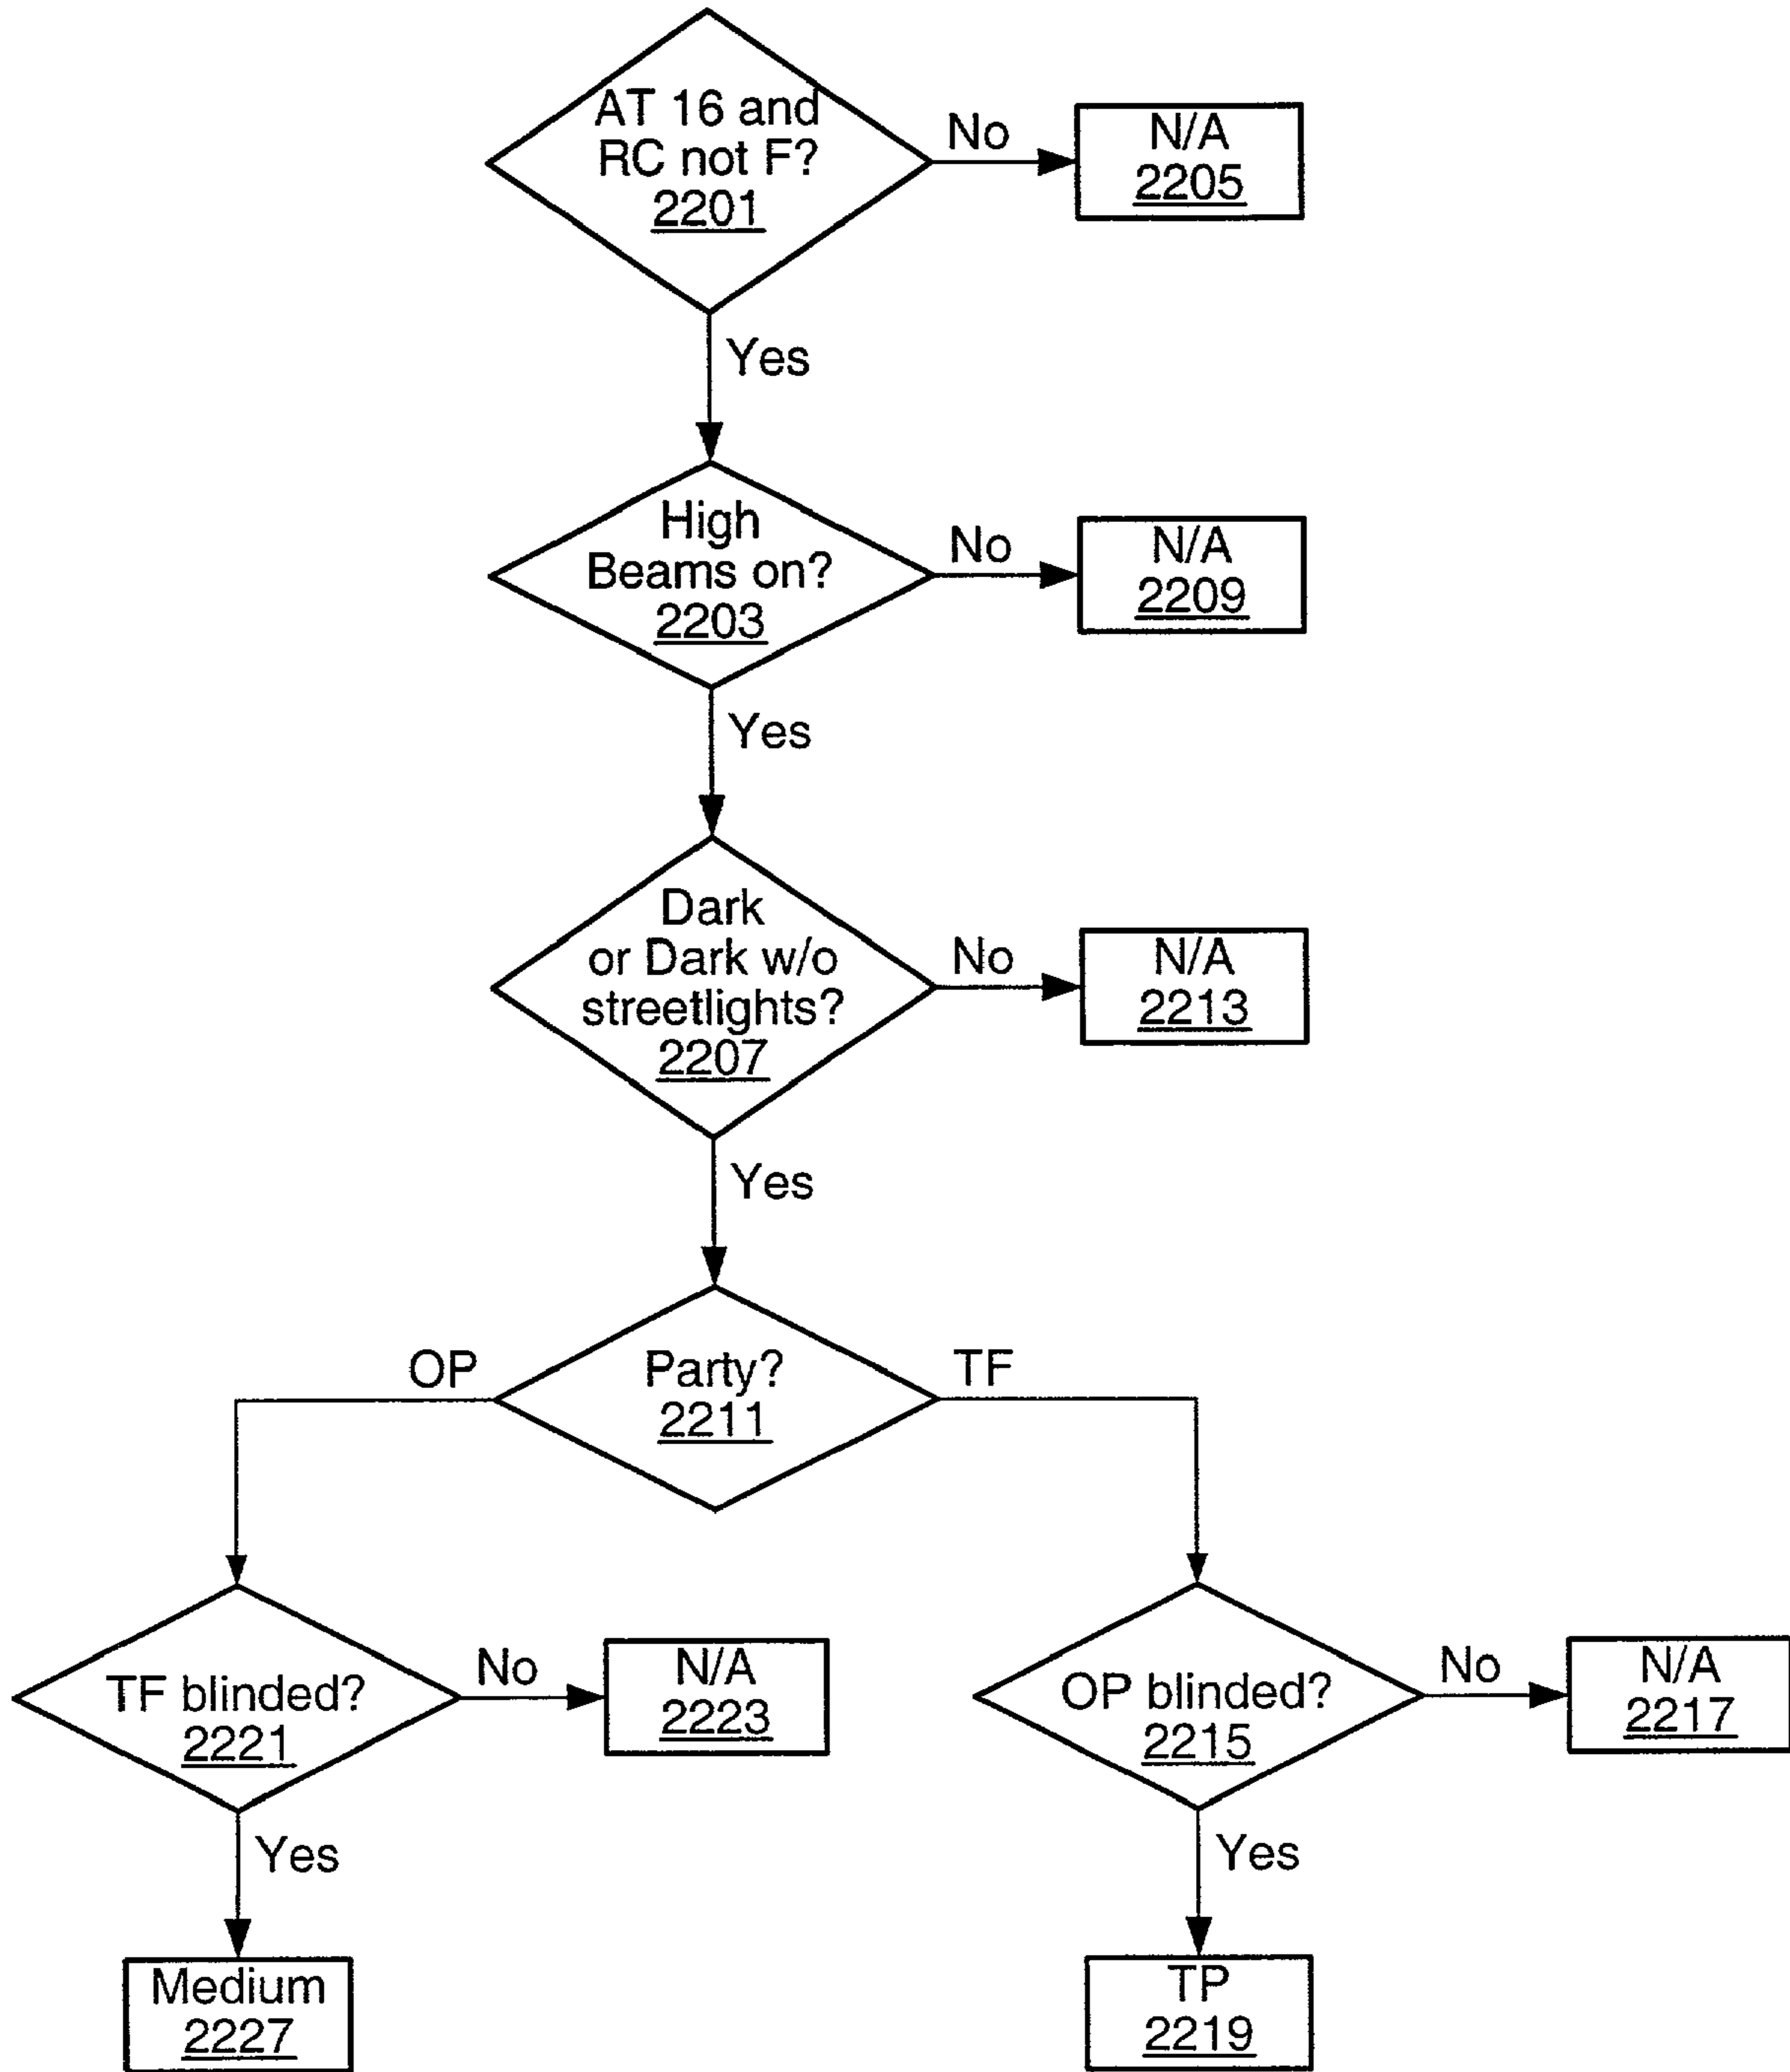 AT 16 and
RC not F?
2201
No
N/A
2205
Yes
High
Beams on?
2203
No
N/A
2209
Yes
Dark
or Dark w/o
streetlights?
2207
No
N/A
2213
Yes
OP
Party?
2211
TF
TF blinded?
2221
No
N/A
2223
OP blinded?
2215
No
N/A
2217
Yes
Yes
Medium
2227
TP
2219